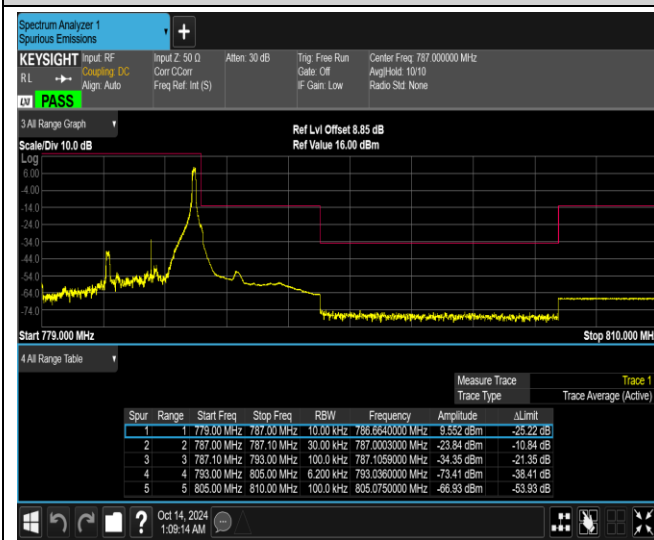 Spectrum Analyzer 1
Spurious Emissions
+
KEYSIGHT Input: RF Input Z: 50 Ω Atten: 30 dB Trig: Free Run Center Freq: 787.000000 MHz
RL Coupling: DC Corr CCorr Gate: Off Avg|Hold: 10/10
Align: Auto Freq Ref: Int (S) IF Gain: Low Radio Std: None
LXI PASS
3 All Range Graph
Ref Lvl Offset 8.85 dB
Scale/Div 10.0 dB Ref Value 16.00 dBm
Log
6.00
-4.00
-14.0
-24.0
-34.0
-44.0
-54.0
-64.0
-74.0
Start 779.000 MHz Stop 810.000 MH
4 All Range Table
Measure Trace Trace 1
Trace Type Trace Average (Active)
Spur Range Start Freq Stop Freq RBW Frequency Amplitude ΔLimit
1 1 779.00 MHz 787.00 MHz 10.00 kHz 786.6640000 MHz 9.552 dBm -25.22 dB
2 2 787.00 MHz 787.10 MHz 30.00 kHz 787.0003000 MHz -23.84 dBm -10.84 dB
3 3 787.10 MHz 793.00 MHz 100.0 kHz 787.1059000 MHz -34.35 dBm -21.35 dB
4 4 793.00 MHz 805.00 MHz 6.200 kHz 793.0360000 MHz -73.41 dBm -38.41 dB
5 5 805.00 MHz 810.00 MHz 100.0 kHz 805.0750000 MHz -66.93 dBm -53.93 dB
? Oct 14, 2024
1:09:14 AM